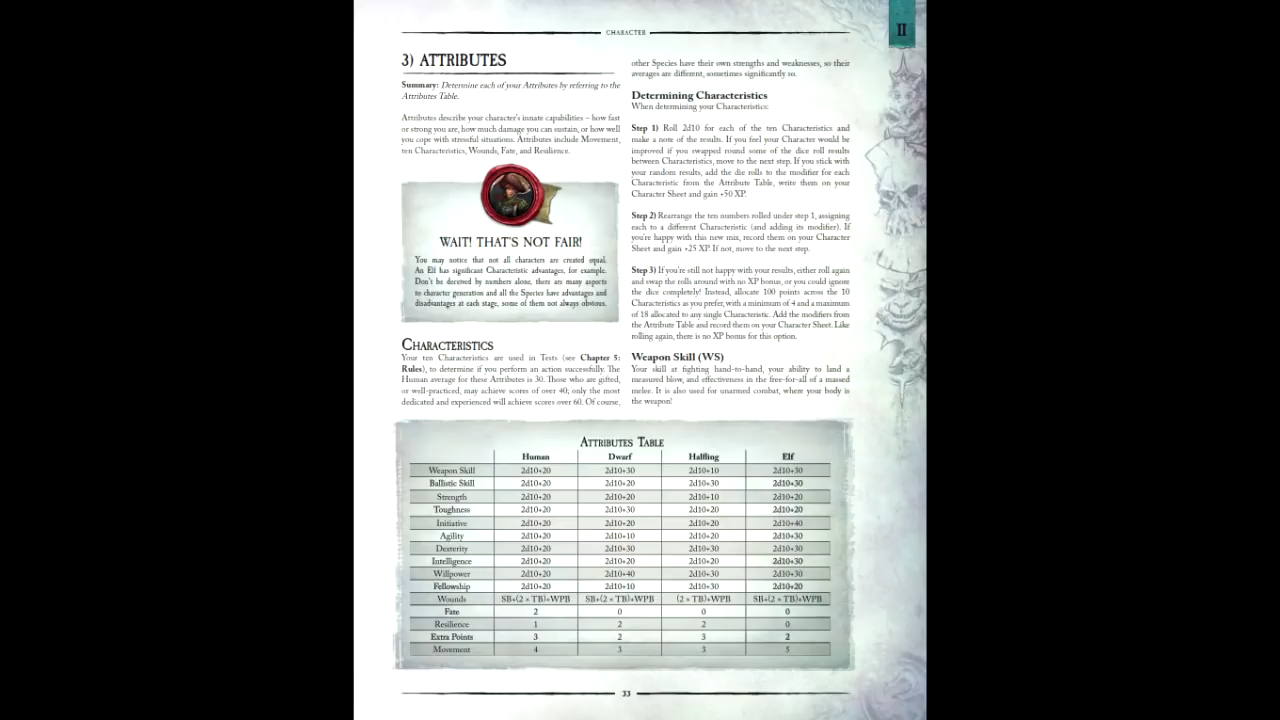 CHARACTER
II
3) ATTRIBUTES
Summary: Determine each of your Attributes by referring to the
Attributes Table.
Attributes describe your character's innate capabilities – how fast
or strong you are, how much damage you can sustain, or how well
you cope with stressful situations. Attributes include Movement,
ten Characteristics, Wounds, Fate, and Resilience.
WAIT! THAT'S NOT FAIR!
You may notice that not all characters are created equal.
An Elf has significant Characteristic advantages, for example.
Don't be deceived by numbers alone, there are many aspects
to character generation and all the Species have advantages and
disadvantages at each stage, some of them not always obvious.
CHARACTERISTICS
Your ten Characteristics are used in Tests (see Chapter 5:
Rules), to determine if you perform an action successfully. The
Human average for these Attributes is 30. Those who are gifted,
or well-practiced, may achieve scores of over 40; only the most
dedicated and experienced will achieve scores over 60. Of course,
other Species have their own strengths and weaknesses, so their
averages are different, sometimes significantly so.
Determining Characteristics
When determining your Characteristics:
Step 1) Roll 2d10 for each of the ten Characteristics and
make a note of the results. If you feel your Character would be
improved if you swapped round some of the dice roll results
between Characteristics, move to the next step. If you stick with
your random results, add the die rolls to the modifier for each
Characteristic from the Attribute Table, write them on your
Character Sheet and gain +50 XP.
Step 2) Rearrange the ten numbers rolled under step 1, assigning
each to a different Characteristic (and adding its modifier). If
you're happy with this new mix, record them on your Character
Sheet and gain +25 XP. If not, move to the next step.
Step 3) If you're still not happy with your results, either roll again
and swap the rolls around with no XP bonus, or you could ignore
the dice completely! Instead, allocate 100 points across the 10
Characteristics as you prefer, with a minimum of 4 and a maximum
of 18 allocated to any single Characteristic. Add the modifiers from
the Attribute Table and record them on your Character Sheet. Like
rolling again, there is no XP bonus for this option.
Weapon Skill (WS)
Your skill at fighting hand-to-hand, your ability to land a
measured blow, and effectiveness in the free-for-all of a massed
melee. It is also used for unarmed combat, where your body is
the weapon!
ATTRIBUTES TABLE
Human Dwarf Halfling Elf
Weapon Skill 2d10+20 2d10+30 2d10+10 2d10+30
Ballistic Skill 2d10+20 2d10+20 2d10+30 2d10+30
Strength 2d10+20 2d10+20 2d10+10 2d10+20
Toughness 2d10+20 2d10+30 2d10+20 2d10+20
Initiative 2d10+20 2d10+20 2d10+20 2d10+40
Agility 2d10+20 2d10+10 2d10+20 2d10+30
Dexterity 2d10+20 2d10+30 2d10+30 2d10+30
Intelligence 2d10+20 2d10+20 2d10+20 2d10+30
Willpower 2d10+20 2d10+40 2d10+30 2d10+30
Fellowship 2d10+20 2d10+10 2d10+30 2d10+20
Wounds SB+(2 × TB)+WPB SB+(2 × TB)+WPB (2 × TB)+WPB SB+(2 × TB)+WPB
Fate 2 0 0 0
Resilience 1 2 2 0
Extra Points 3 2 3 2
Movement 4 3 3 5
33